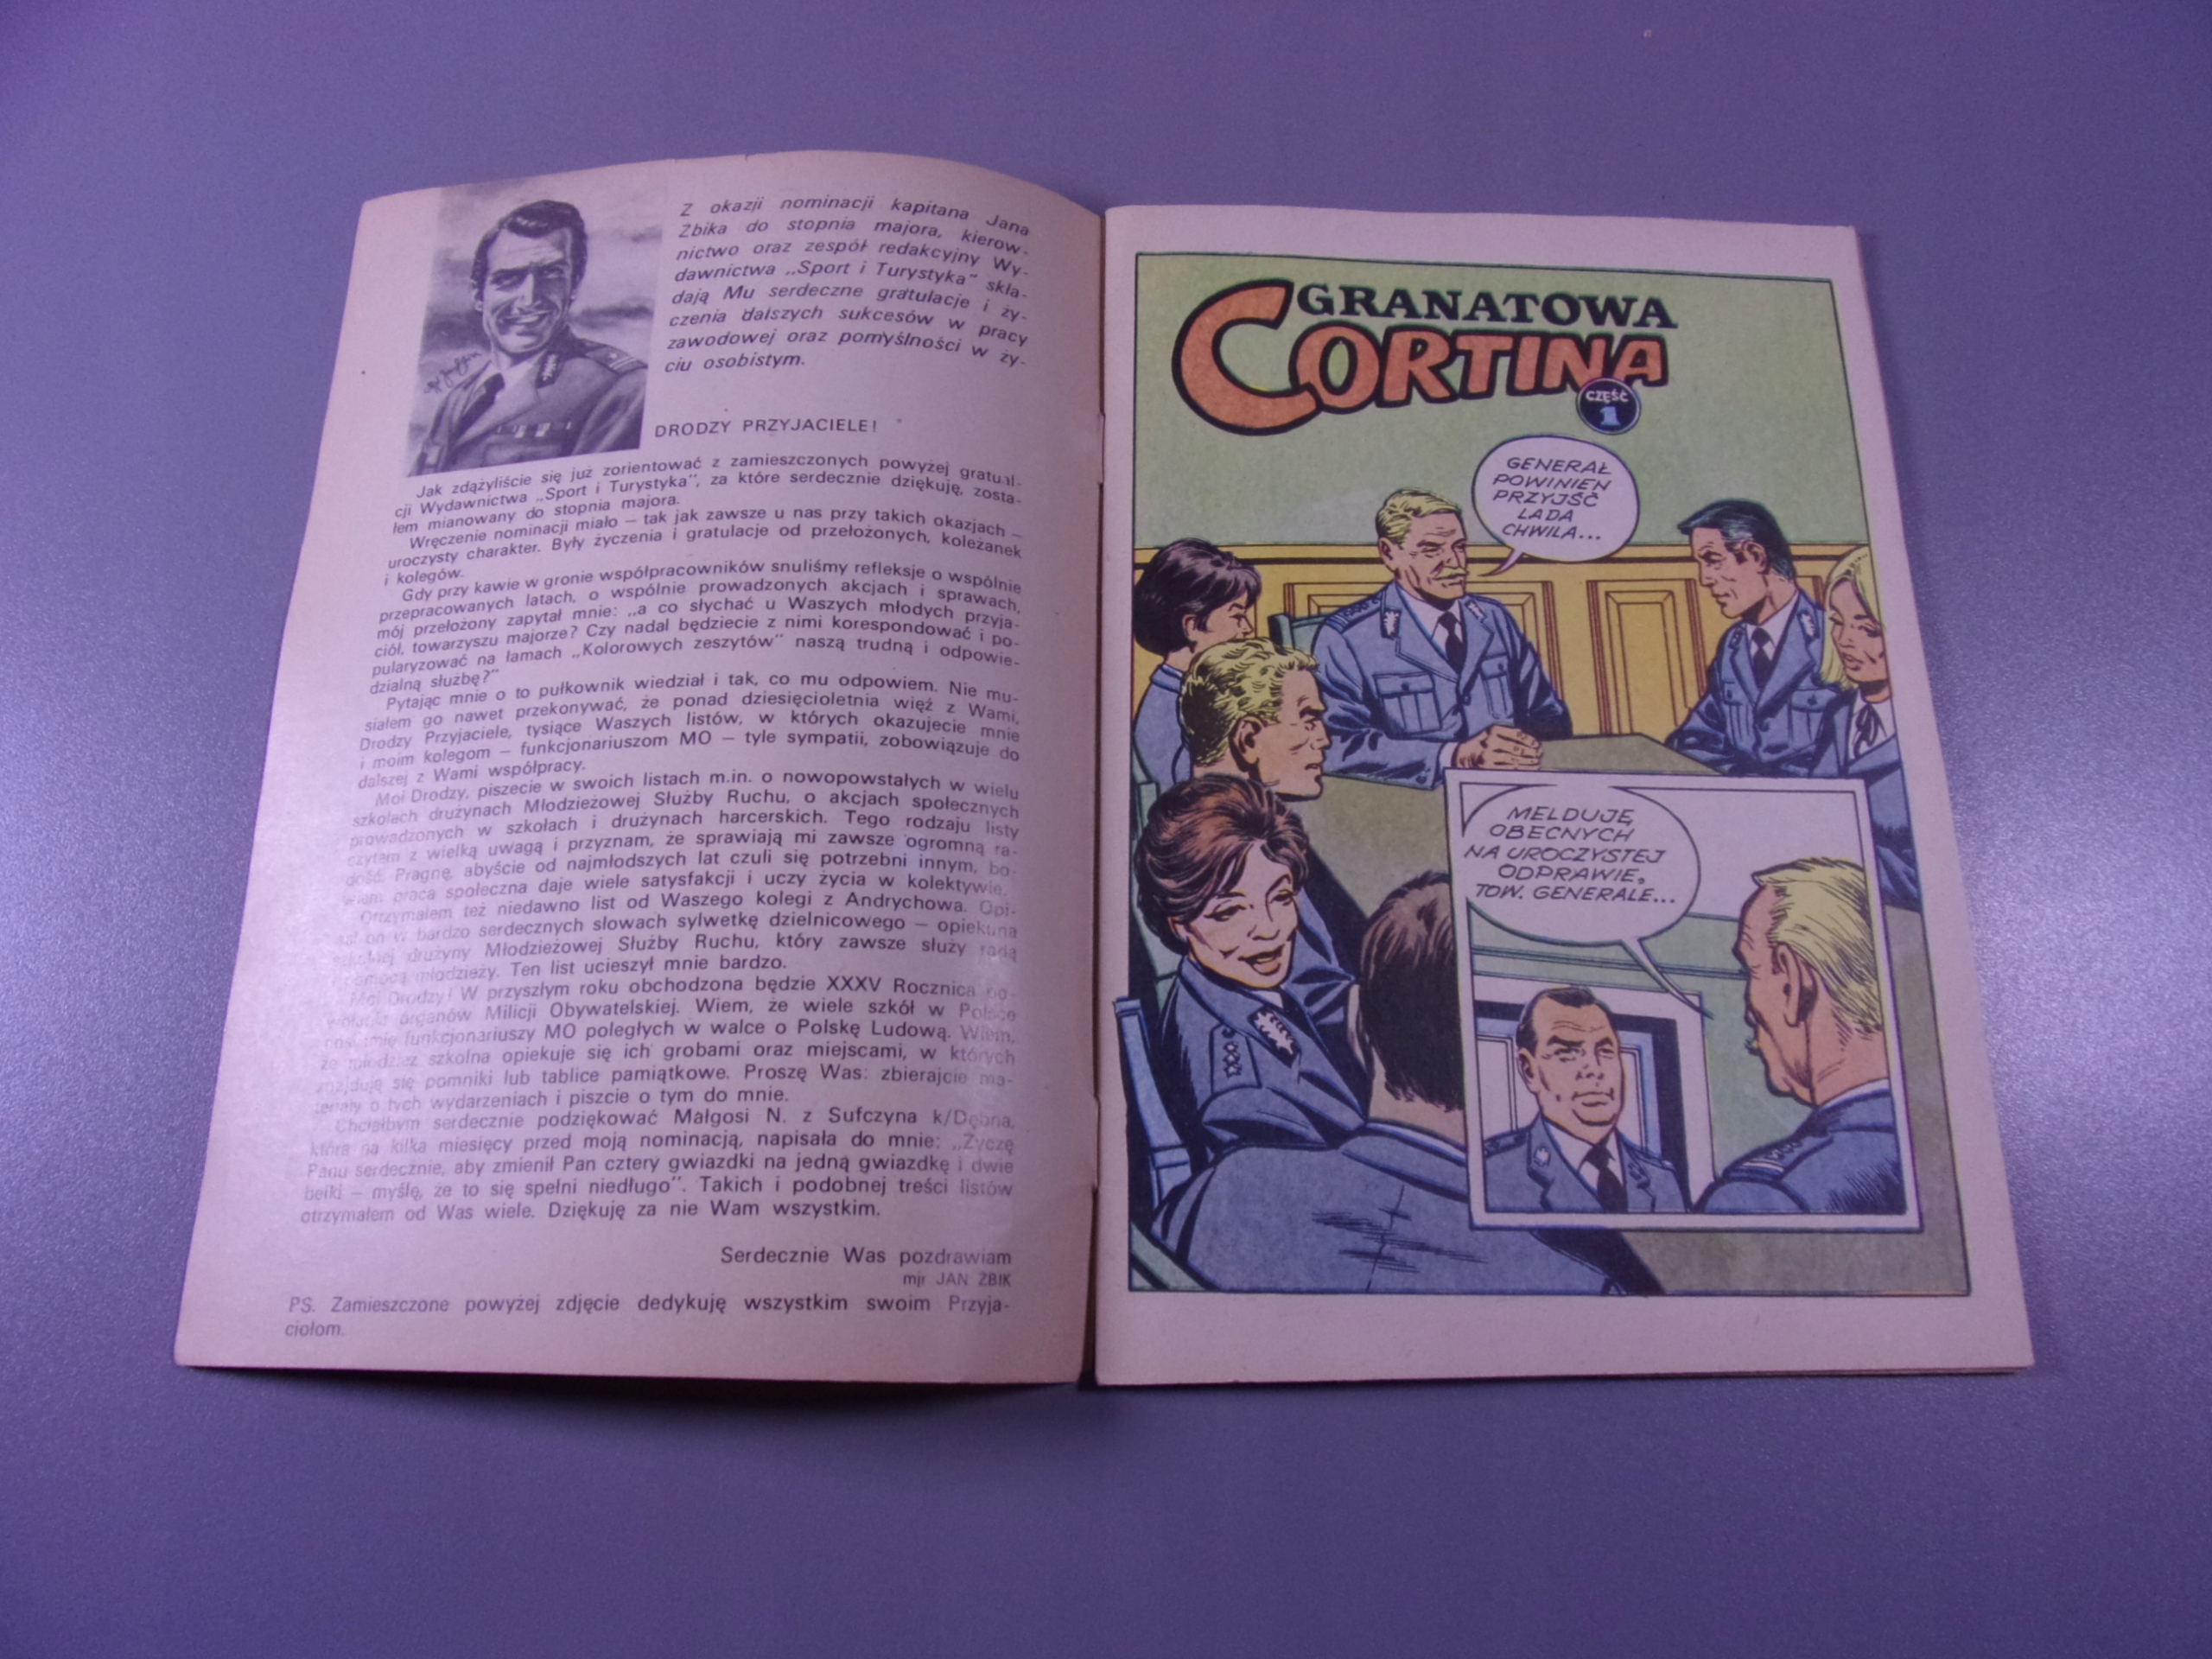 Z okazji nominacji kapitana Jana
Żbika do stopnia majora, kierow-
nictwo oraz zespół redakcyjny Wy-
dawnictwa „Sport i Turystyka" skła-
dają Mu serdeczne gratulacje i ży-
czenia dalszych sukcesów w pracy
zawodowej oraz pomyślności w ży-
ciu osobistym.
DRODZY PRZYJACIELE!
Jak zdążyliście się już zorientować z zamieszczonych powyżej gratula-
cji Wydawnictwa „Sport i Turystyka", za które serdecznie dziękuję, zosta-
łem mianowany do stopnia majora.
Wręczenie nominacji miało – tak jak zawsze u nas przy takich okazjach –
uroczysty charakter. Były życzenia i gratulacje od przełożonych, koleżanek
i kolegów.
Gdy przy kawie w gronie współpracowników snuliśmy refleksje o wspólnie
przepracowanych latach, o wspólnie prowadzonych akcjach i sprawach,
mój przełożony zapytał mnie: „a co słychać u Waszych młodych przyja-
ciół, towarzyszu majorze? Czy nadal będziecie z nimi korespondować i po-
pularyzować na łamach „Kolorowych zeszytów" naszą trudną i odpowie-
dzialną służbę?"
Pytając mnie o to pułkownik wiedział i tak, co mu odpowiem. Nie mu-
siałem go nawet przekonywać, że ponad dziesięcioletnia więź z Wami,
Drodzy Przyjaciele, tysiące Waszych listów, w których okazujecie mnie
i moim kolegom – funkcjonariuszom MO – tyle sympatii, zobowiązuje do
dalszej z Wami współpracy.
Moi Drodzy, piszecie w swoich listach m.in. o nowopowstałych w wielu
szkołach drużynach Młodzieżowej Służby Ruchu, o akcjach społecznych
prowadzonych w szkołach i drużynach harcerskich. Tego rodzaju listy
czytam z wielką uwagą i przyznam, że sprawiają mi zawsze ogromną ra-
dość. Pragnę, abyście od najmłodszych lat czuli się potrzebni innym, bo-
wiem praca społeczna daje wiele satysfakcji i uczy życia w kolektywie.
Otrzymałem też niedawno list od Waszego kolegi z Andrychowa. Opi-
sał on w bardzo serdecznych słowach sylwetkę dzielnicowego – opiekuna
szkolnej drużyny Młodzieżowej Służby Ruchu, który zawsze służy radą
i pomocą młodzieży. Ten list ucieszył mnie bardzo.
Moi Drodzy! W przyszłym roku obchodzona będzie XXXV Rocznica po-
wołania organów Milicji Obywatelskiej. Wiem, że wiele szkół w Polsce
nosi imię funkcjonariuszy MO poległych w walce o Polskę Ludową. Wiem,
że młodzież szkolna opiekuje się ich grobami oraz miejscami, w których
znajdują się pomniki lub tablice pamiątkowe. Proszę Was: zbierajcie ma-
teriały o tych wydarzeniach i piszcie o tym do mnie.
Chciałbym serdecznie podziękować Małgosi N. z Sufczyna k/Dębna,
która na kilka miesięcy przed moją nominacją, napisała do mnie: „Życzę
Panu serdecznie, aby zmienił Pan cztery gwiazdki na jedną gwiazdkę i dwie
belki – myślę, że to się spełni niedługo". Takich i podobnej treści listów
otrzymałem od Was wiele. Dziękuję za nie Wam wszystkim.
Serdecznie Was pozdrawiam
mjr JAN ŻBIK
PS. Zamieszczone powyżej zdjęcie dedykuję wszystkim swoim Przyja-
ciołom.
GRANATOWA
CORTINA
CZĘŚĆ
1
GENERAŁ
POWINIEN
PRZYJŚĆ
LADA
CHWILA...
MELDUJĘ
OBECNYCH
NA UROCZYSTEJ
ODPRAWIE,
TOW. GENERALE...